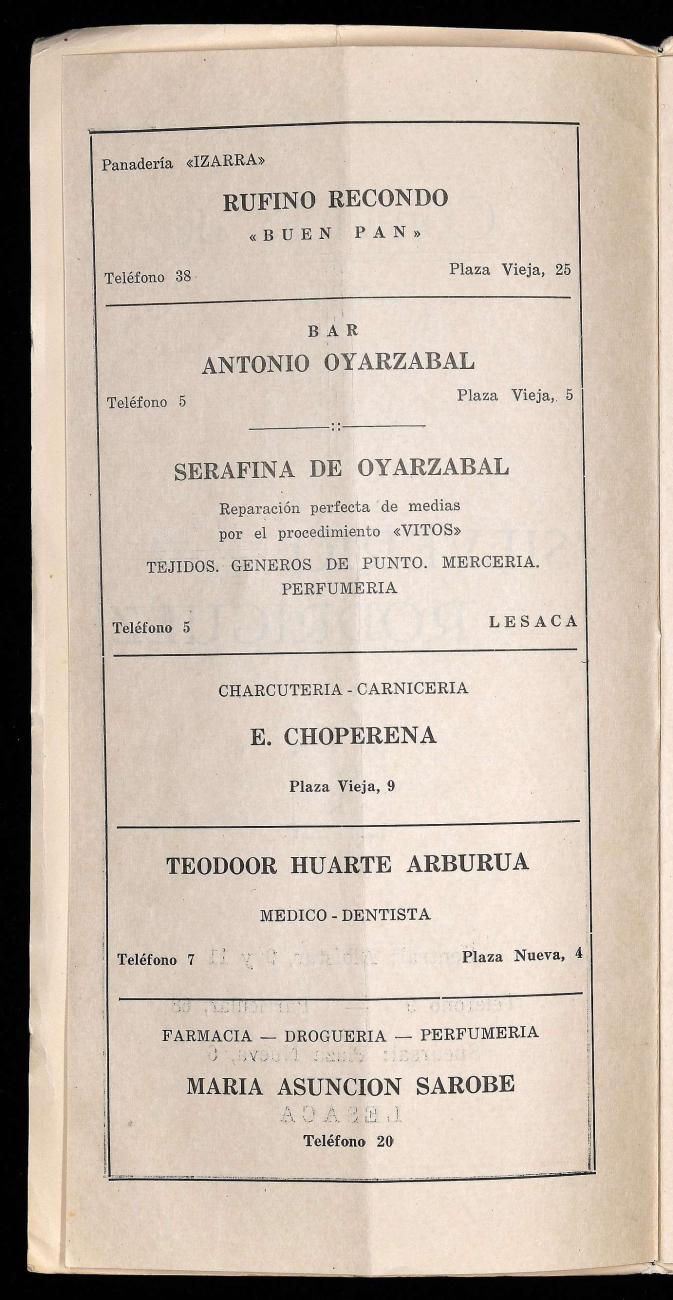 Panadería «IZARRA»
RUFINO RECONDO
«BUEN PAN»
Teléfono 38 Plaza Vieja, 25
BAR
ANTONIO OYARZABAL
Teléfono 5 Plaza Vieja, 5
SERAFINA DE OYARZABAL
Reparación perfecta de medias
por el procedimiento «VITOS»
TEJIDOS. GENEROS DE PUNTO. MERCERIA.
PERFUMERIA
Teléfono 5 LESACA
CHARCUTERIA - CARNICERIA
E. CHOPERENA
Plaza Vieja, 9
TEODOOR HUARTE ARBURUA
MEDICO - DENTISTA
Teléfono 7 Plaza Nueva, 4
FARMACIA — DROGUERIA — PERFUMERIA
MARIA ASUNCION SAROBE
LESACA
Teléfono 20